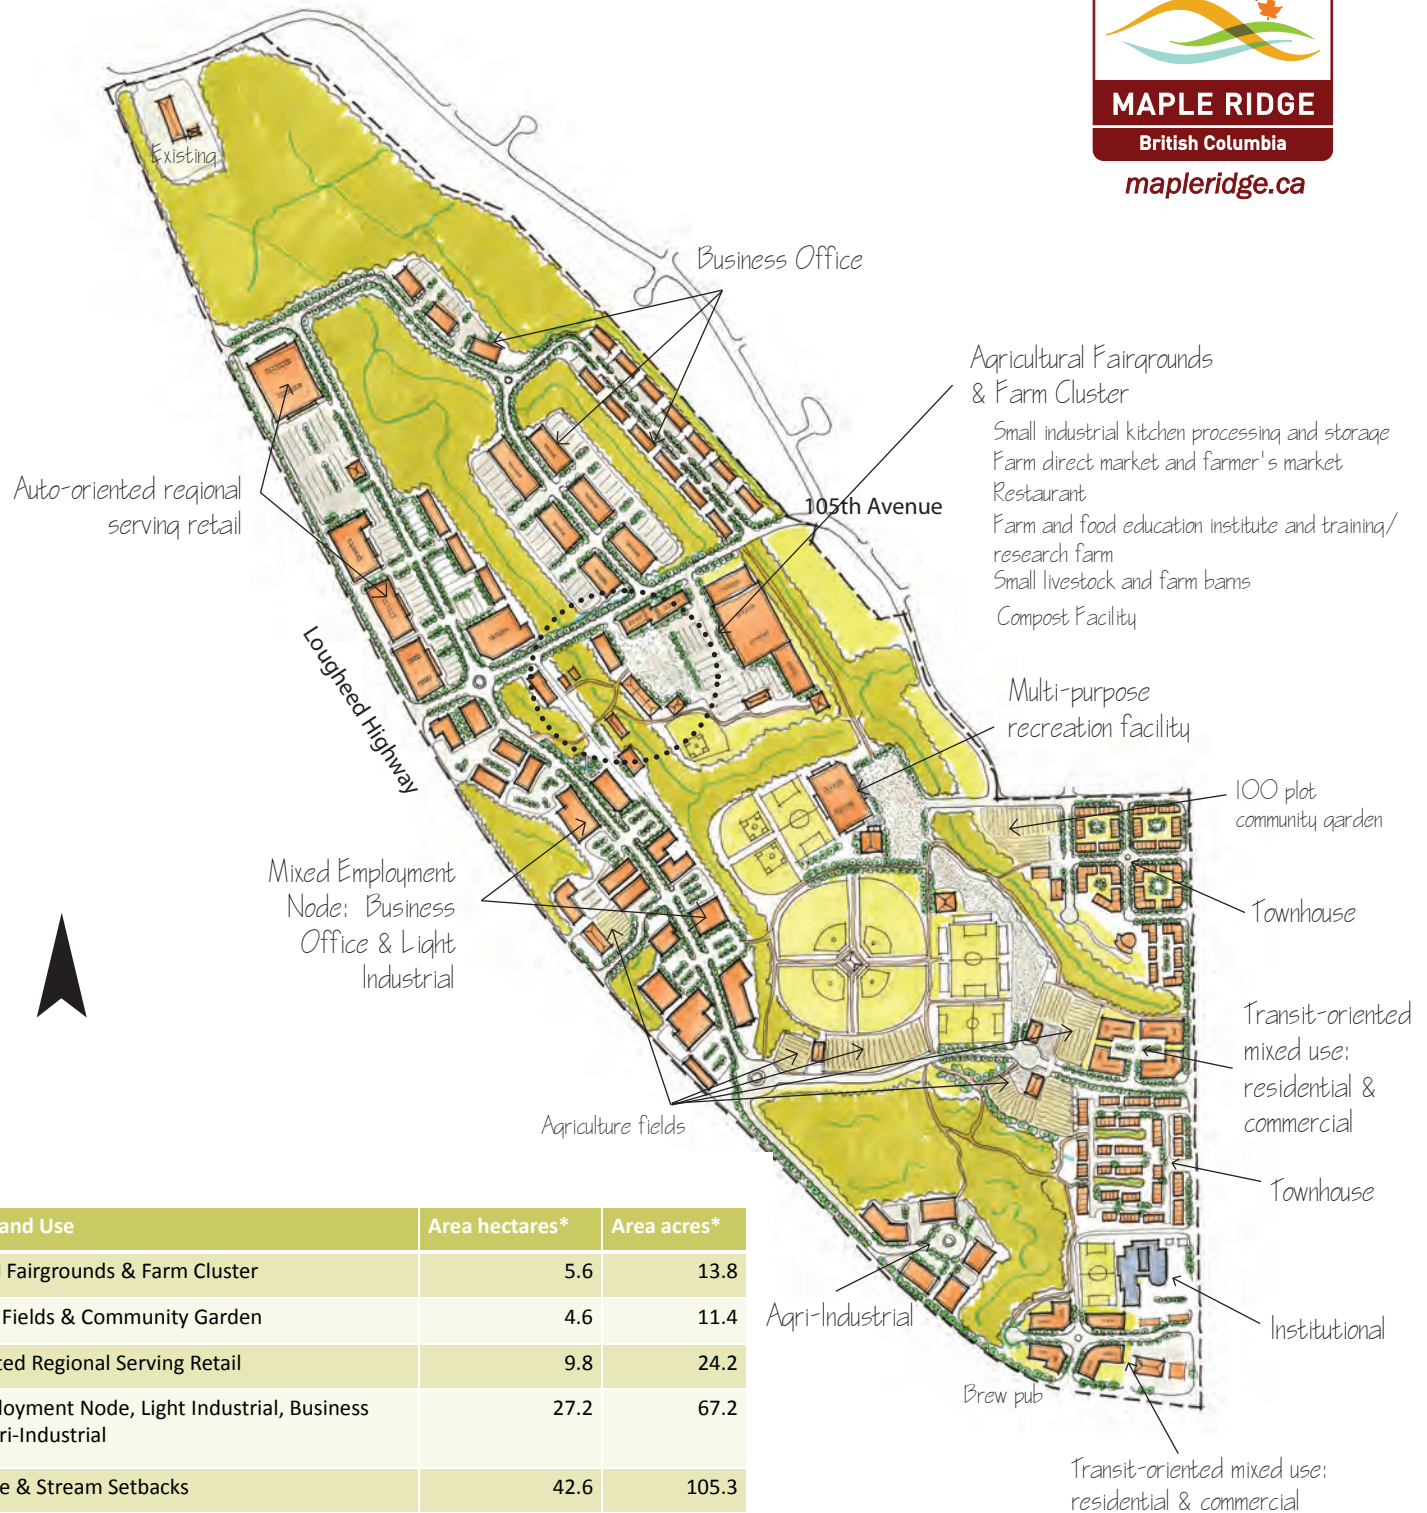 MAPLE RIDGE
British Columbia
mapleridge.ca
Existing
Business Office
Agricultural Fairgrounds
& Farm Cluster
Small industrial kitchen processing and storage
Farm direct market and farmer's market
Restaurant
Farm and food education institute and training/
research farm
Small livestock and farm barns
Compost Facility
105th Avenue
Auto-oriented regional
serving retail
Lougheed Highway
Multi-purpose
recreation facility
100 plot
community garden
Mixed Employment
Node: Business
Office & Light
Industrial
Townhouse
Transit-oriented
mixed use:
residential &
commercial
Agriculture fields
Townhouse
Agri-Industrial
Institutional
Brew pub
Transit-oriented mixed use:
residential & commercial
and Use Area hectares* Area acres*
Fairgrounds & Farm Cluster 5.6 13.8
Fields & Community Garden 4.6 11.4
ted Regional Serving Retail 9.8 24.2
loyment Node, Light Industrial, Business 27.2 67.2
ri-Industrial
e & Stream Setbacks 42.6 105.3